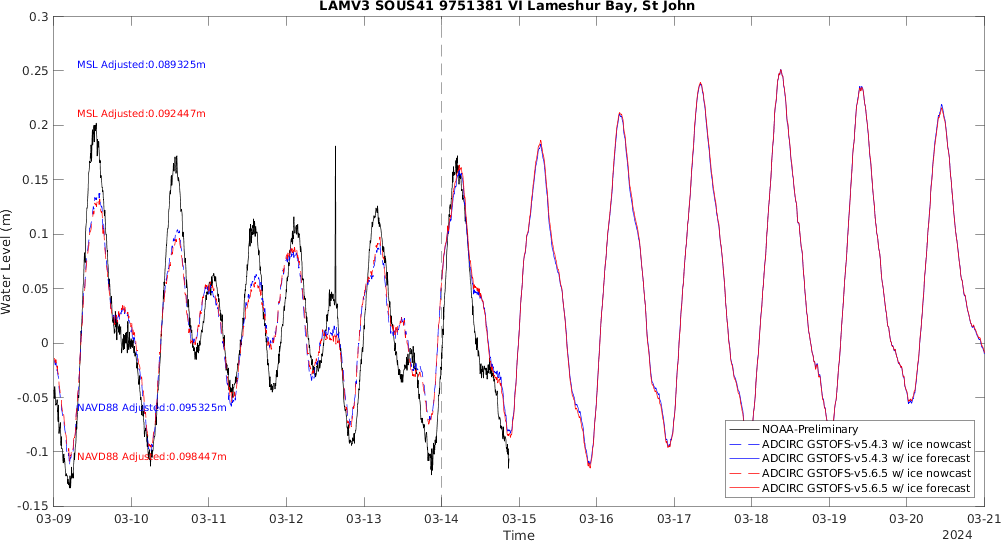 LAMV3 SOUS41 9751381 VI Lameshur Bay, St John
Water Level (m)
0.3
0.25
0.2
0.15
0.1
0.05
0
-0.05
-0.1
-0.15
MSL Adjusted:0.089325m
MSL Adjusted:0.092447m
NAVD88 Adjusted:0.095325m
NAVD88 Adjusted:0.098447m
NOAA-Preliminary
ADCIRC GSTOFS-v5.4.3 w/ ice nowcast
ADCIRC GSTOFS-v5.4.3 w/ ice forecast
ADCIRC GSTOFS-v5.6.5 w/ ice nowcast
ADCIRC GSTOFS-v5.6.5 w/ ice forecast
03-09 03-10 03-11 03-12 03-13 03-14 03-15 03-16 03-17 03-18 03-19 03-20 03-21
Time
2024